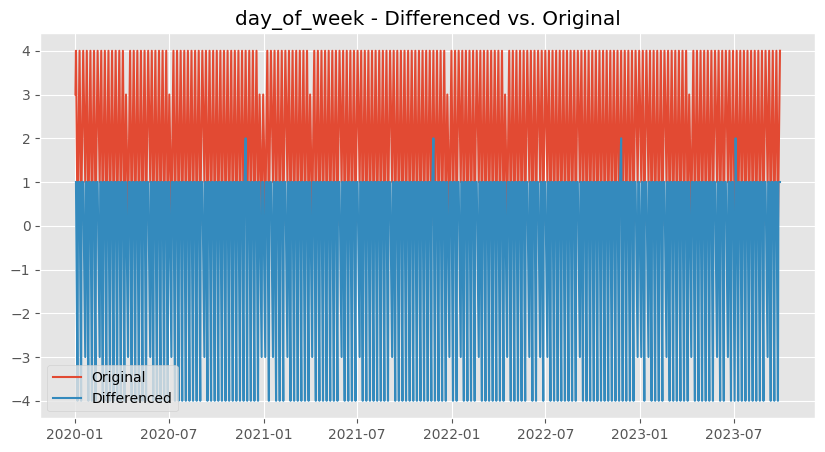 day_of_week - Differenced vs. Original
4
3
2
1
0
−1
−2
−3
−4
Original
Differenced
2020-01 2020-07 2021-01 2021-07 2022-01 2022-07 2023-01 2023-07